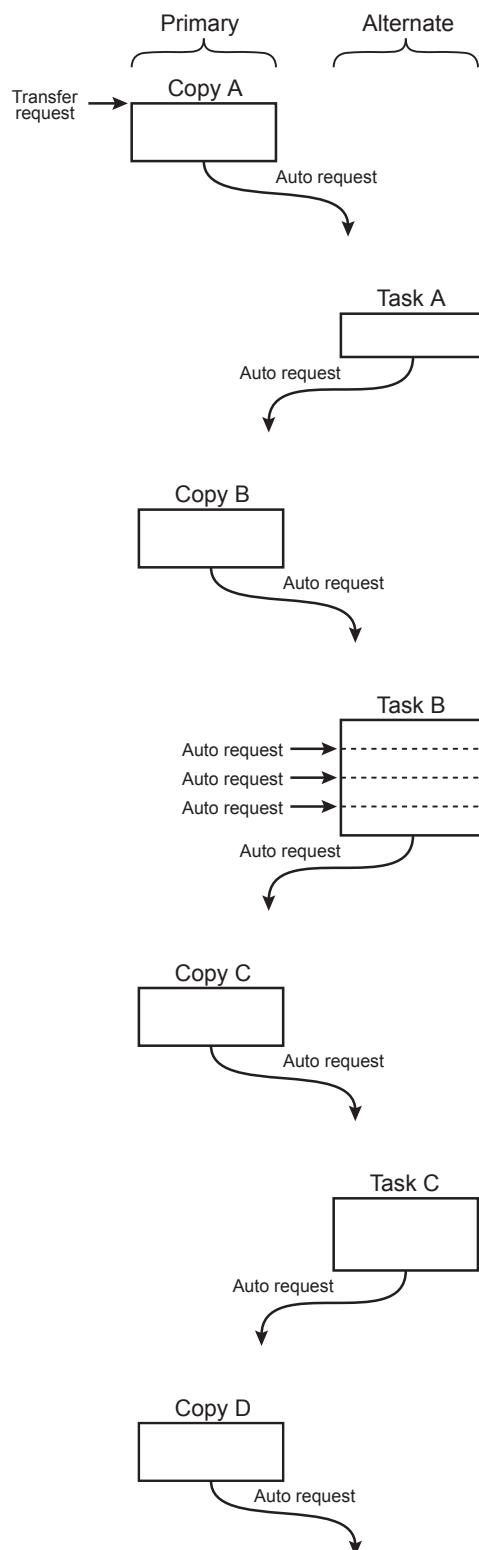 Primary
Alternate
Copy A
Transfer
request
Auto request
Task A
Auto request
Copy B
Auto request
Task B
Auto request
Auto request
Auto request
Auto request
Copy C
Auto request
Task C
Auto request
Copy D
Auto request